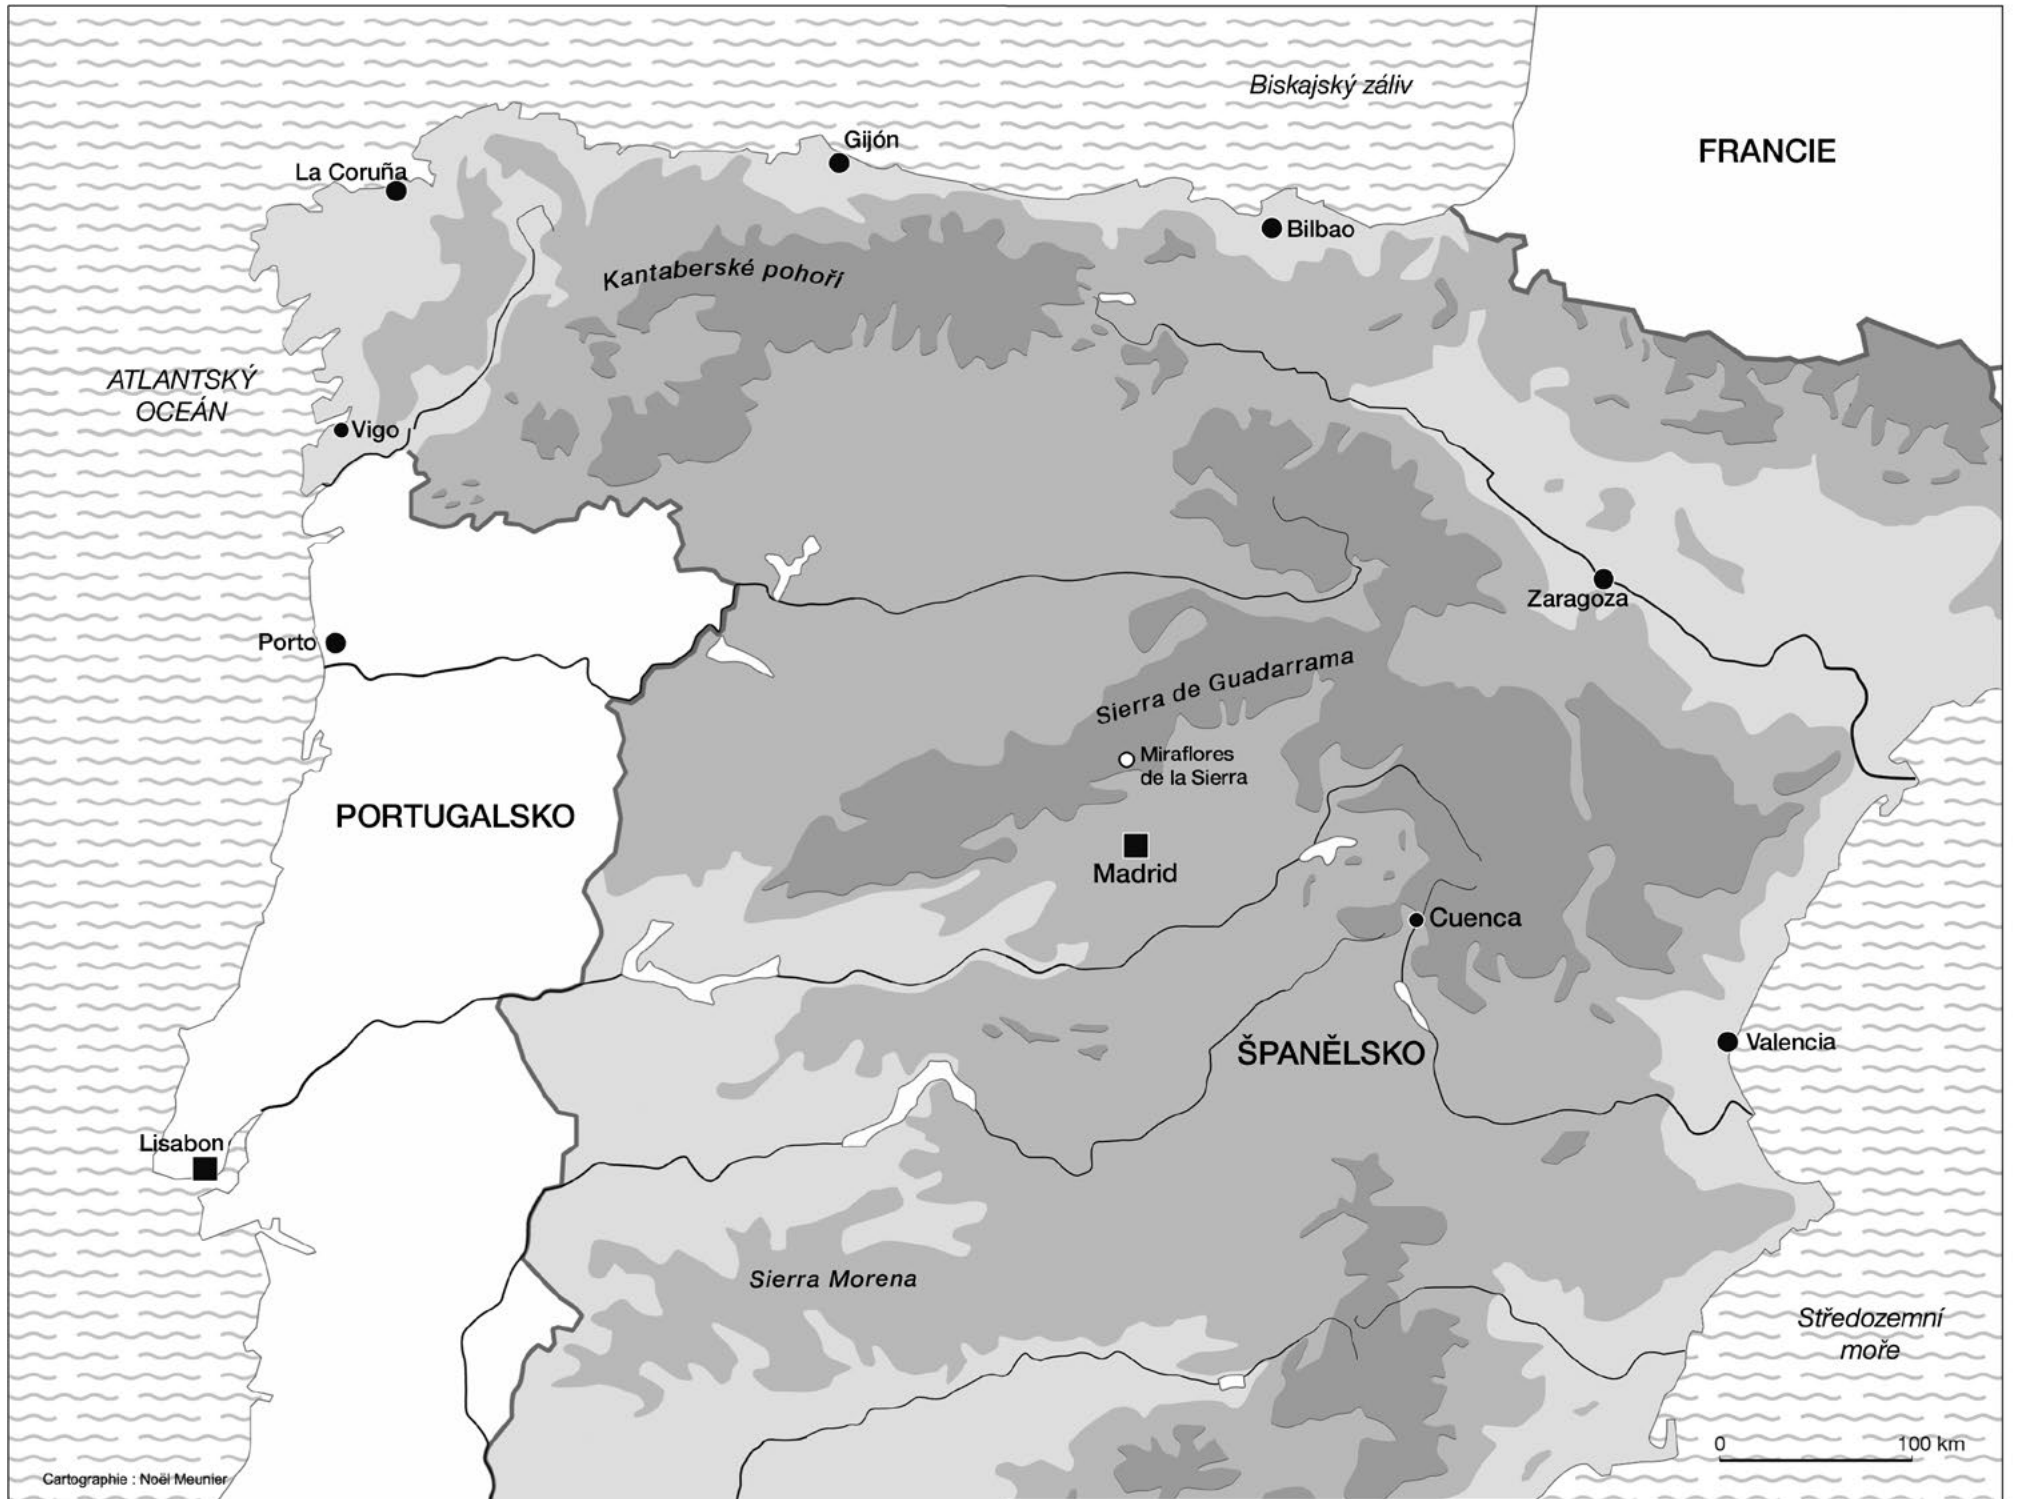 Biskajský záliv
FRANCIE
Gijón
La Coruña
Bilbao
Kantaberské pohoří
ATLANTSKÝ
OCEÁN
Vigo
Zaragoza
Porto
Sierra de Guadarrama
Miraflores
de la Sierra
PORTUGALSKO
Madrid
Cuenca
ŠPANĚLSKO
Valencia
Lisabon
Sierra Morena
Středozemní
moře
0 100 km
Cartographie : Noël Meunier